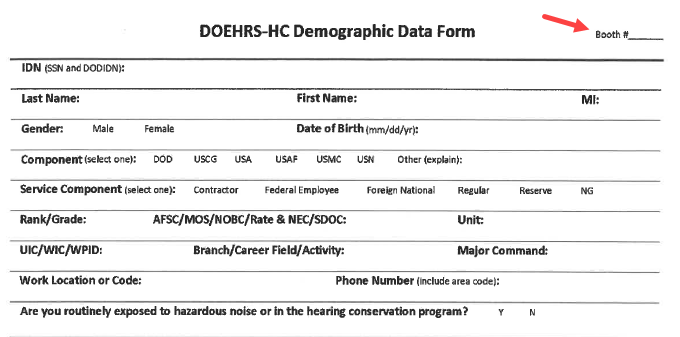 DOEHRS-HC Demographic Data Form
Booth #______
IDN (SSN and DODIDN):
Last Name: First Name: MI:
Gender: Male Female Date of Birth (mm/dd/yr):
Component (select one): DOD USCG USA USAF USMC USN Other (explain):
Service Component (select one): Contractor Federal Employee Foreign National Regular Reserve NG
Rank/Grade: AFSC/MOS/NOBC/Rate & NEC/SDOC: Unit:
UIC/WIC/WPID: Branch/Career Field/Activity: Major Command:
Work Location or Code: Phone Number (include area code):
Are you routinely exposed to hazardous noise or in the hearing conservation program? Y N